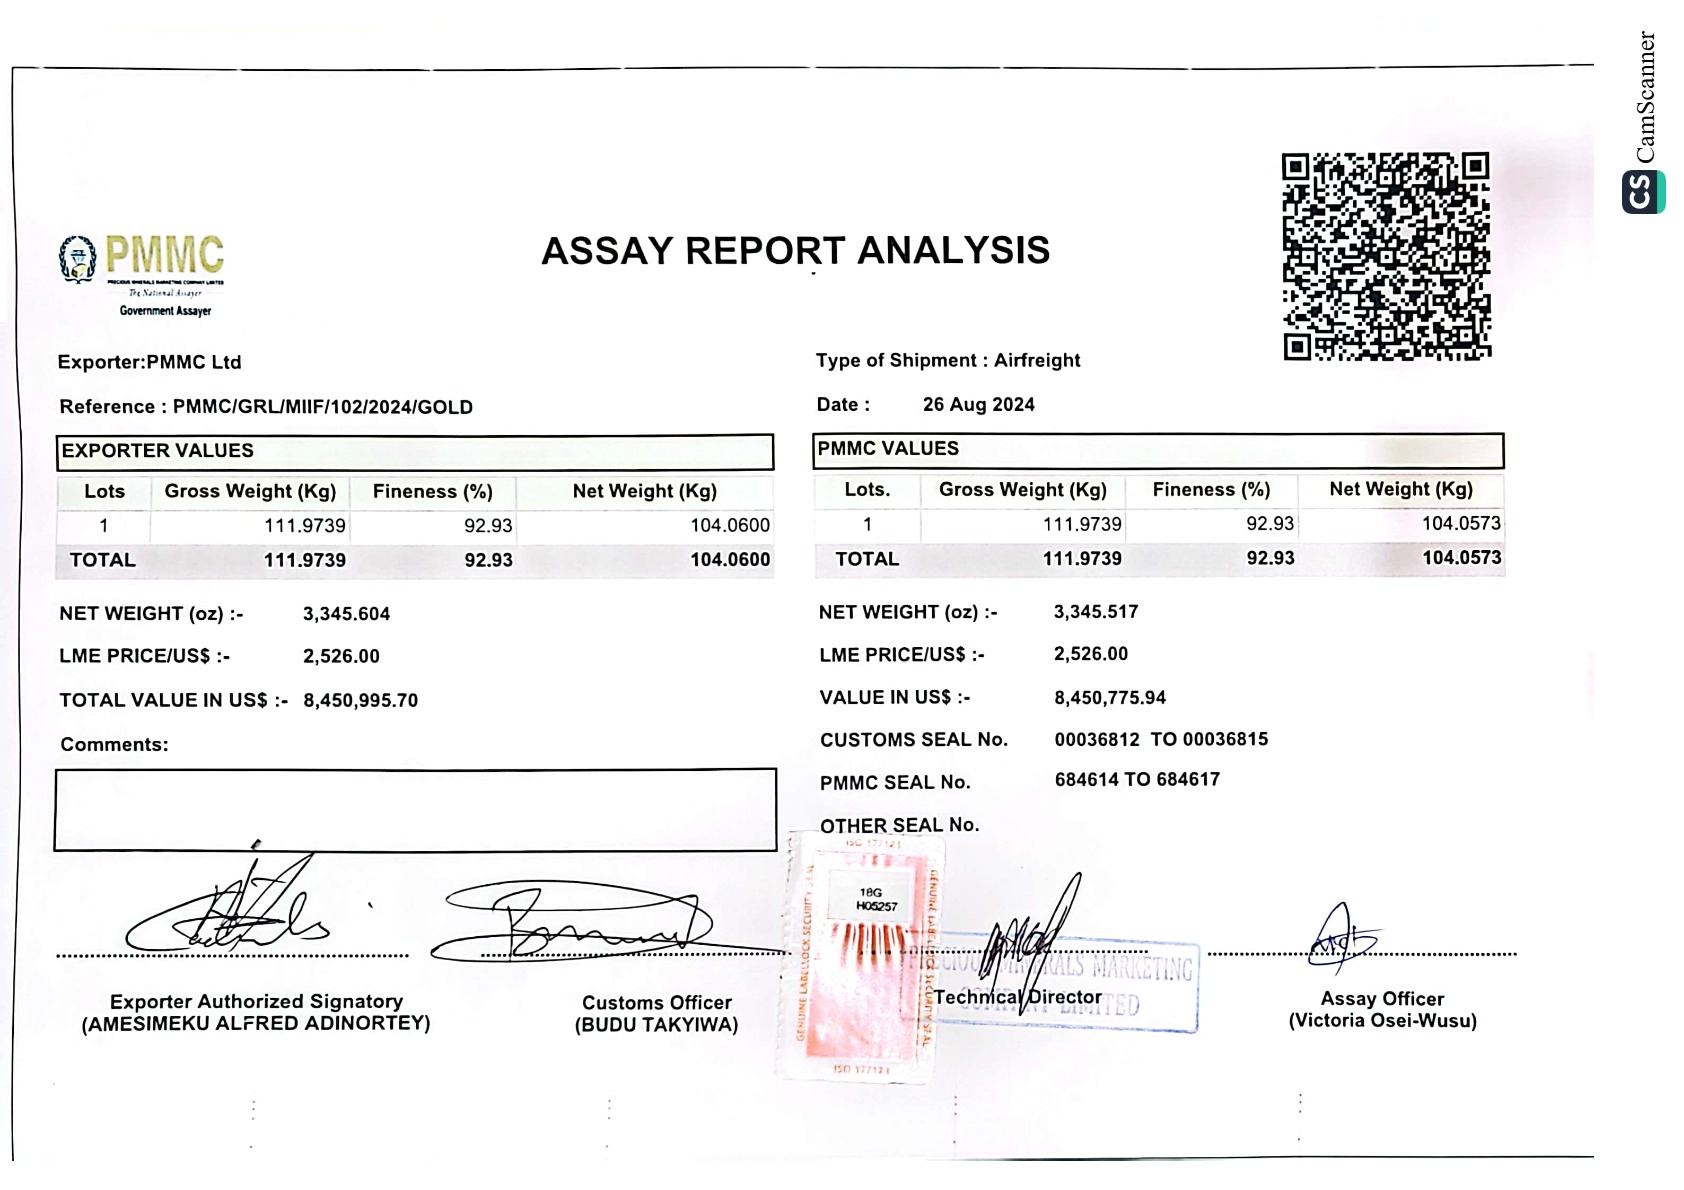 CS CamScanner
PMMC
PRECIOUS MINERALS MARKETING COMPANY LIMITED
The National Assayer
Government Assayer
ASSAY REPORT ANALYSIS
Exporter:PMMC Ltd
Type of Shipment : Airfreight
Reference : PMMC/GRL/MIIF/102/2024/GOLD
Date : 26 Aug 2024
EXPORTER VALUES
Lots Gross Weight (Kg) Fineness (%) Net Weight (Kg)
1 111.9739 92.93 104.0600
TOTAL 111.9739 92.93 104.0600
NET WEIGHT (oz) :- 3,345.604
LME PRICE/US$ :- 2,526.00
TOTAL VALUE IN US$ :- 8,450,995.70
Comments:
PMMC VALUES
Lots. Gross Weight (Kg) Fineness (%) Net Weight (Kg)
1 111.9739 92.93 104.0573
TOTAL 111.9739 92.93 104.0573
NET WEIGHT (oz) :- 3,345.517
LME PRICE/US$ :- 2,526.00
VALUE IN US$ :- 8,450,775.94
CUSTOMS SEAL No. 00036812 TO 00036815
PMMC SEAL No. 684614 TO 684617
OTHER SEAL No.
ISO 177121
18G
H05257
GENUINE LABELLOCK SECURITY SEAL
GENUINE LABELLOCK SECURITY SEAL
ISO 177121
PRECIOUS MINERALS MARKETING
COMPANY LIMITED
Exporter Authorized Signatory
(AMESIMEKU ALFRED ADINORTEY)
Customs Officer
(BUDU TAKYIWA)
Technical Director
Assay Officer
(Victoria Osei-Wusu)